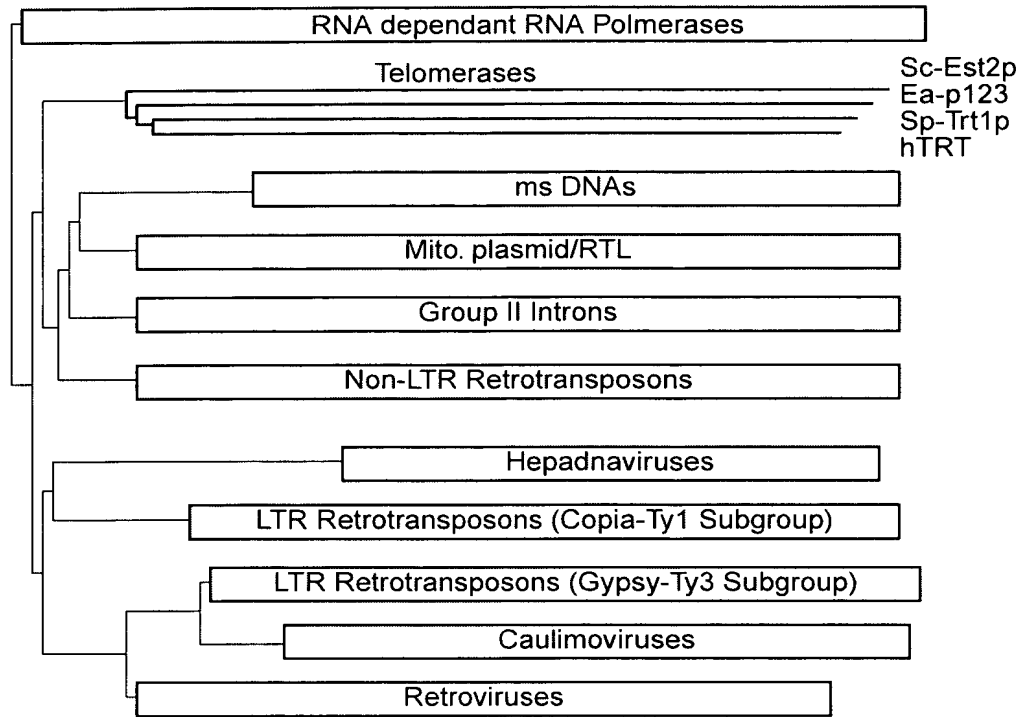 RNA dependant RNA Polmerases
Telomerases
Sc-Est2p
Ea-p123
Sp-Trt1p
hTRT
ms DNAs
Mito. plasmid/RTL
Group II Introns
Non-LTR Retrotransposons
Hepadnaviruses
LTR Retrotransposons (Copia-Ty1 Subgroup)
LTR Retrotransposons (Gypsy-Ty3 Subgroup)
Caulimoviruses
Retroviruses